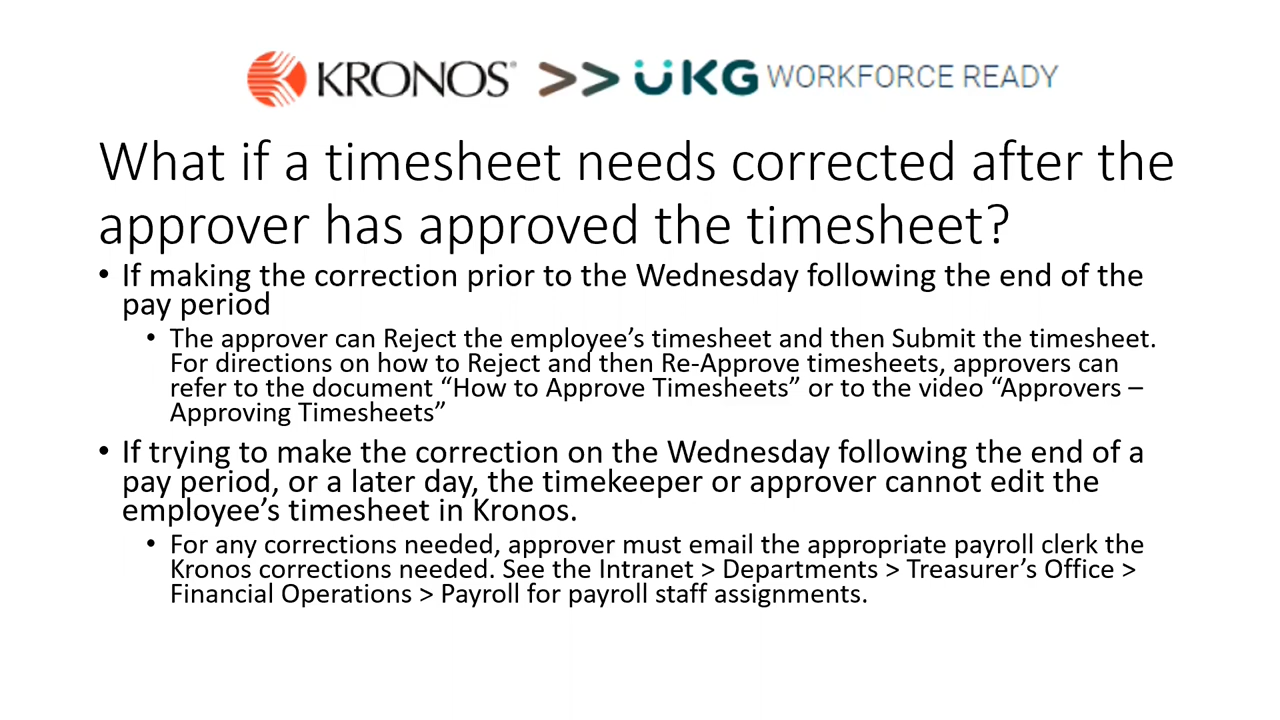 KRONOS >> UKG WORKFORCE READY
What if a timesheet needs corrected after the
approver has approved the timesheet?
• If making the correction prior to the Wednesday following the end of the
pay period
• The approver can Reject the employee’s timesheet and then Submit the timesheet.
For directions on how to Reject and then Re-Approve timesheets, approvers can
refer to the document “How to Approve Timesheets” or to the video “Approvers –
Approving Timesheets”
• If trying to make the correction on the Wednesday following the end of a
pay period, or a later day, the timekeeper or approver cannot edit the
employee’s timesheet in Kronos.
• For any corrections needed, approver must email the appropriate payroll clerk the
Kronos corrections needed. See the Intranet > Departments > Treasurer’s Office >
Financial Operations > Payroll for payroll staff assignments.